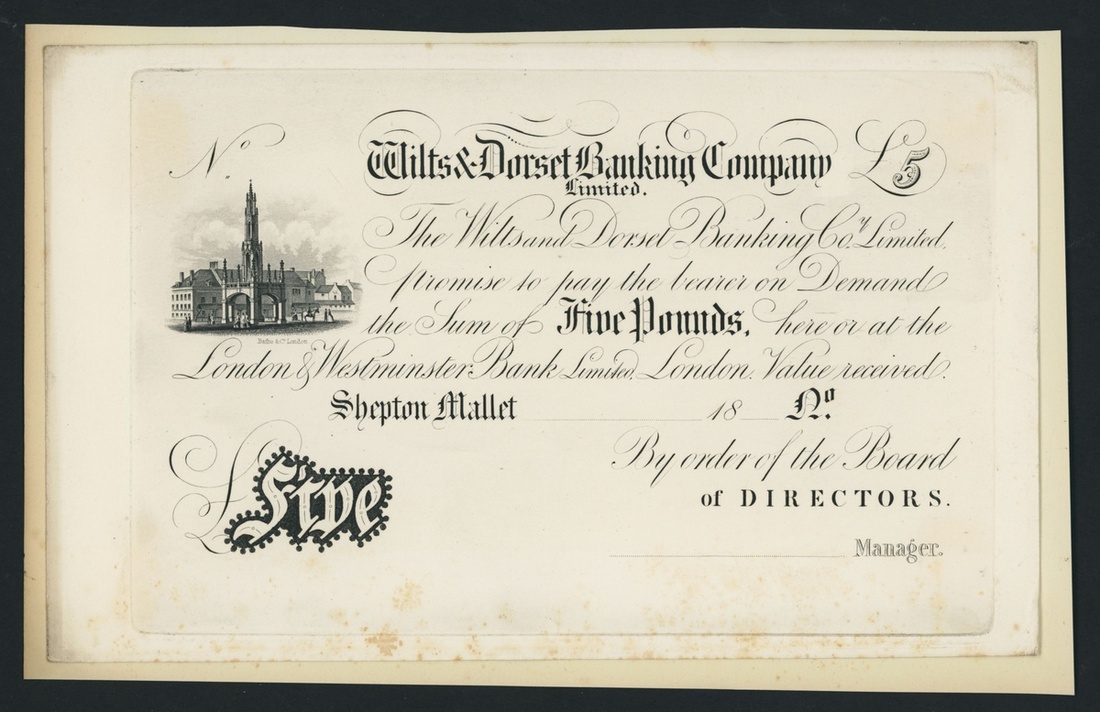 No.
Wilts & Dorset Banking Company £5
Limited.
The Wilts and Dorset Banking Coy. Limited,
promise to pay the bearer on Demand
the Sum of Five Pounds, here or at the
London & Westminster Bank Limited, London. Value received.
Shepton Mallet 18 No.
By order of the Board
of DIRECTORS.
£ Five
Manager.